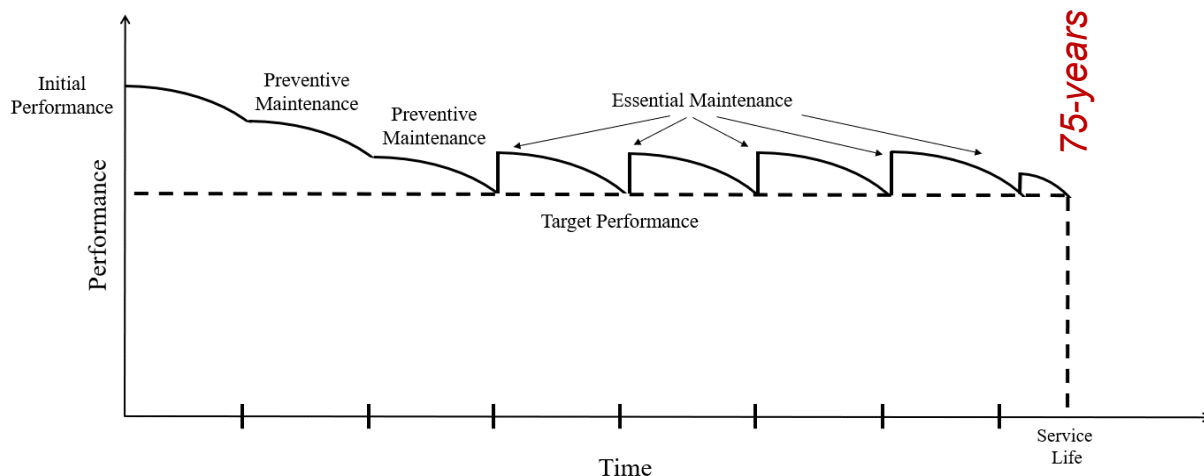 75-years
Initial
Performance
Preventive
Maintenance
Preventive
Maintenance
Essential Maintenance
Target Performance
Performance
Service
Life
Time